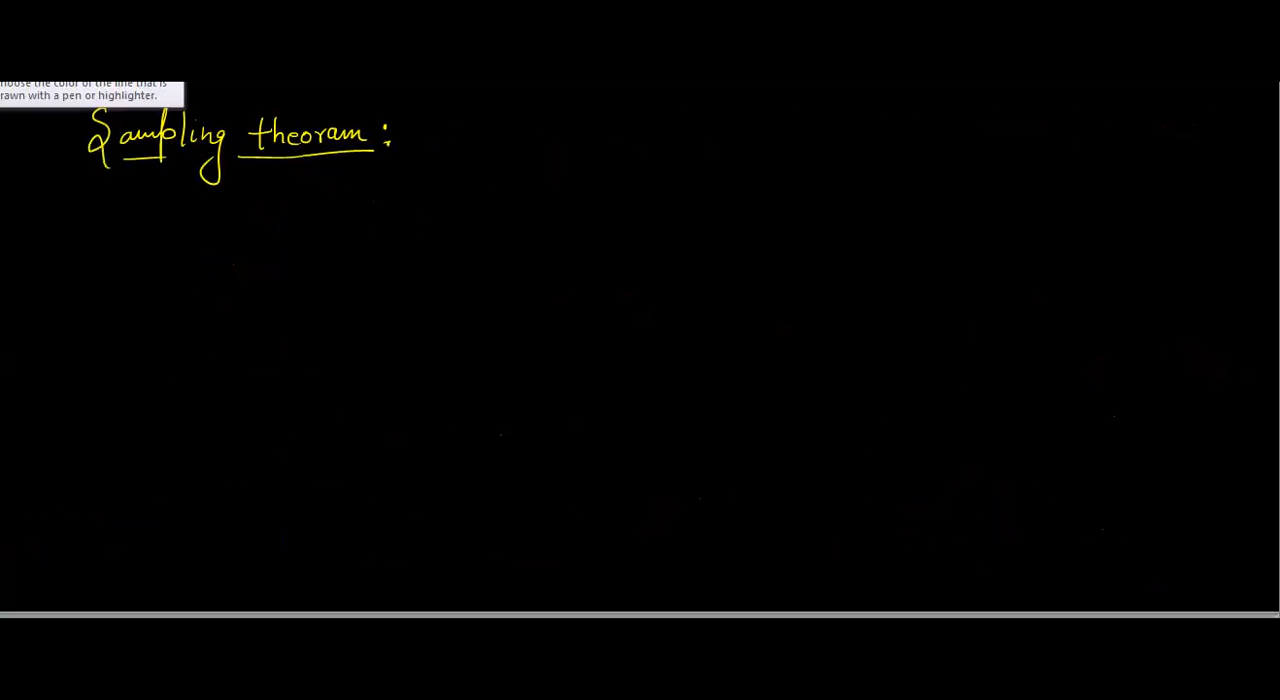 hoose the color of the line that is
rawn with a pen or highlighter.
Sampling theoram: